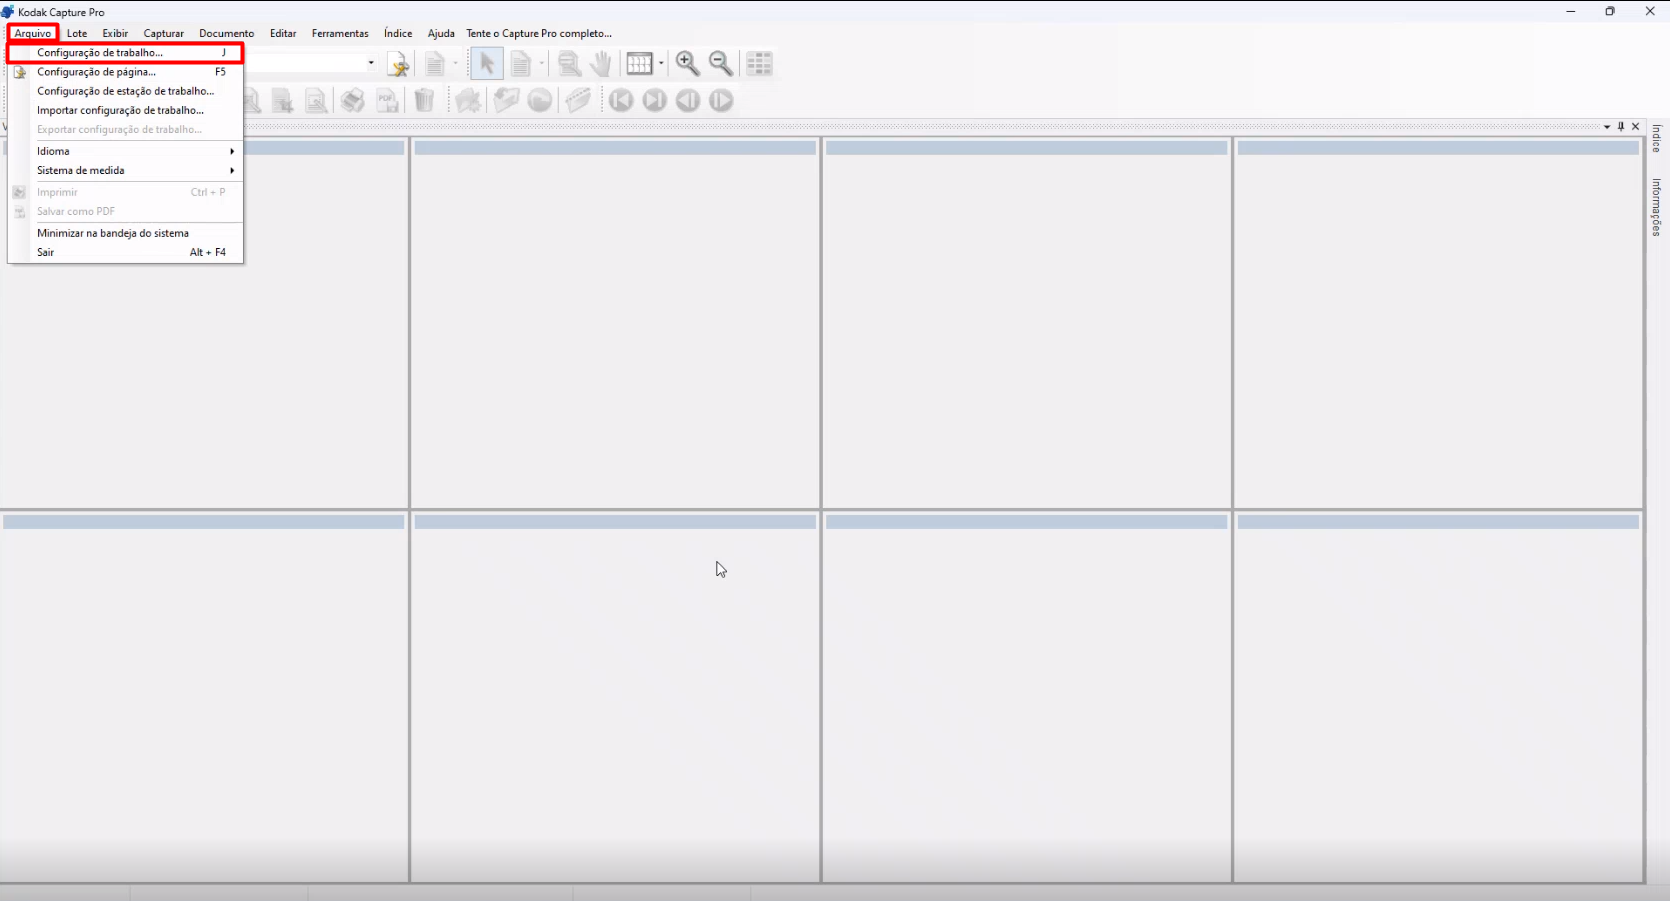 Kodak Capture Pro
Arquivo Lote Exibir Capturar Documento Editar Ferramentas Índice Ajuda Tente o Capture Pro completo...
Configuração de trabalho... J
Configuração de página... F5
Configuração de estação de trabalho...
Importar configuração de trabalho...
Exportar configuração de trabalho...
Idioma
Sistema de medida
Imprimir Ctrl + P
Salvar como PDF
Minimizar na bandeja do sistema
Sair Alt + F4
Índice
Informações